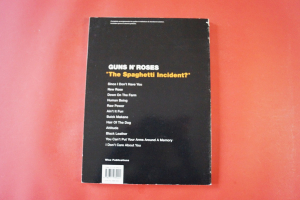 GUNS N' ROSES
"The Spaghetti Incident?"
Since I Don't Have You
New Rose
Down On The Farm
Human Being
Raw Power
Ain't It Fun
Buick Makane
Hair Of The Dog
Attitude
Black Leather
You Can't Put Your Arms Around A Memory
I Don't Care About You
Wise Publications